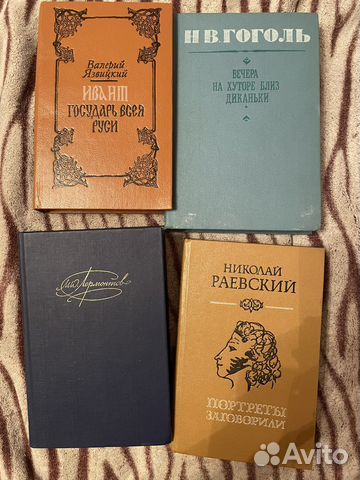 Валерий
Язвицкий
ИВАН III
ГОСУДАРЬ ВСЕЯ
РУСИ
Н.В.ГОГОЛЬ
ВЕЧЕРА
НА ХУТОРЕ БЛИЗ
ДИКАНЬКИ
Лермонтов
НИКОЛАЙ
РАЕВСКИЙ
ПОРТРЕТЫ
ЗАГОВОРИЛИ
Avito